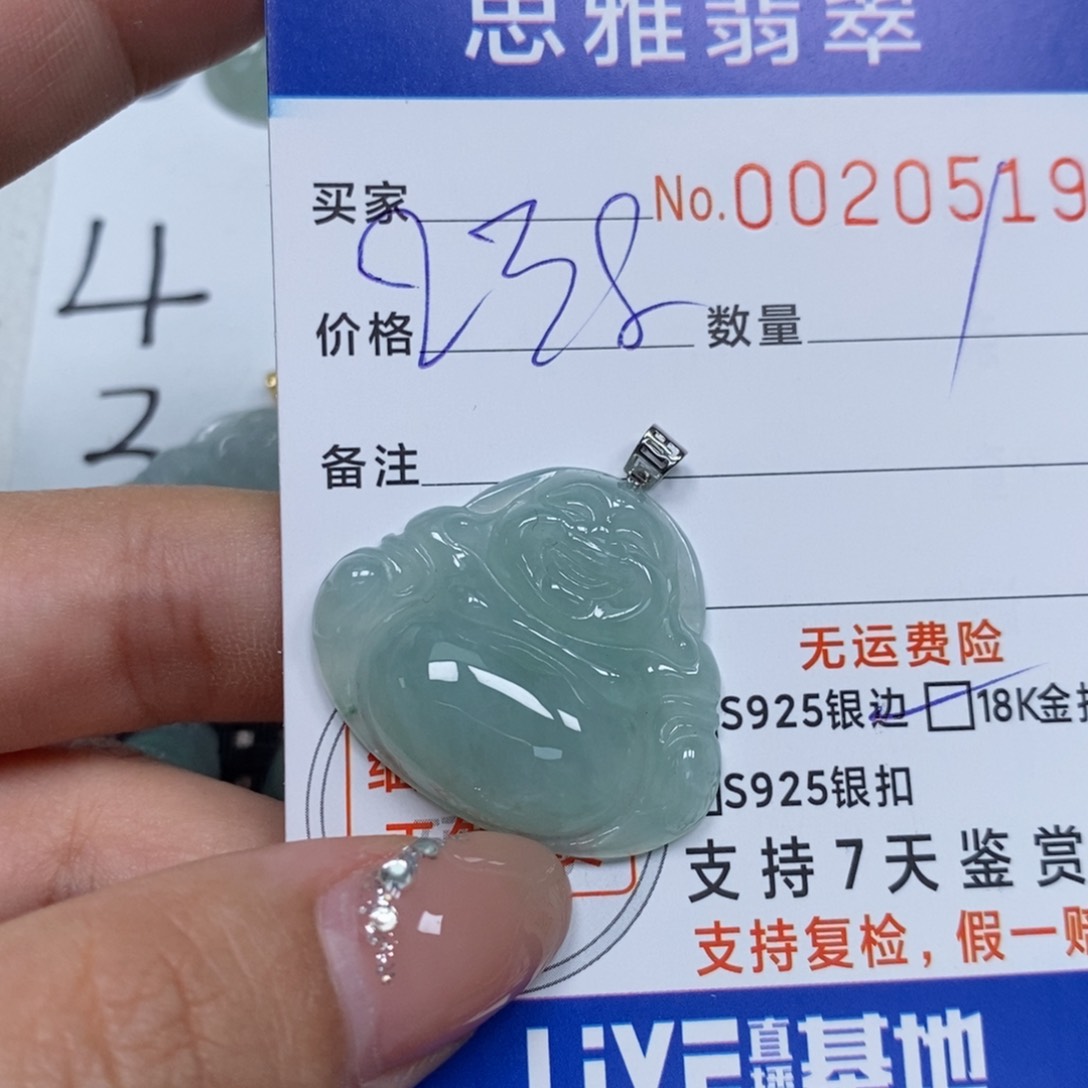 思雅翡翠
买家 No.0020519
价格 238 数量 1
备注
4
2
无运费险
S925银边 18K金
S925银扣
支持7天鉴赏
支持复检，假一赔
LiVE直播基地